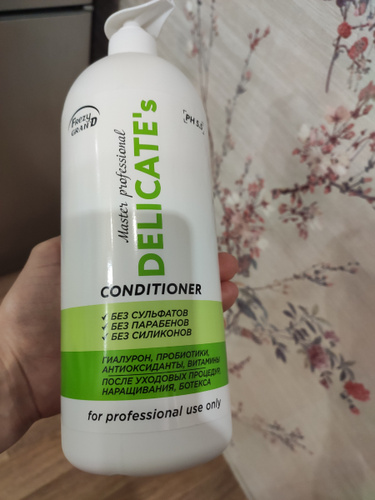 Frezy
GRAN'D
PH 5.5
Master professional
DELICATE's
CONDITIONER
✓ БЕЗ СУЛЬФАТОВ
✓ БЕЗ ПАРАБЕНОВ
✓ БЕЗ СИЛИКОНОВ
ГИАЛУРОН, ПРОБИОТИКИ,
АНТИОКСИДАНТЫ, ВИТАМИНЫ
ПОСЛЕ УХОДОВЫХ ПРОЦЕДУР,
НАРАЩИВАНИЯ, БОТЕКСА
for professional use only